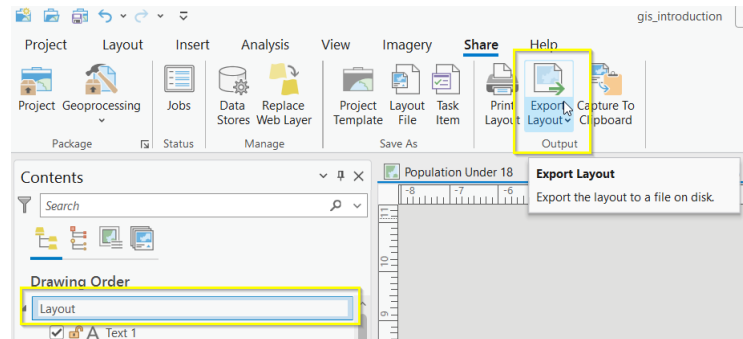 gis_introduction
Project Layout Insert Analysis View Imagery Share Help
Project Geoprocessing Jobs Data Replace Project Layout Task Print Export Capture To
Stores Web Layer Template File Item Layout Layout Clipboard
Package Status Manage Save As Output
Contents
Population Under 18
Export Layout
Export the layout to a file on disk.
-8 -7 -6
Search
Drawing Order
Layout
Text 1
11
10
9